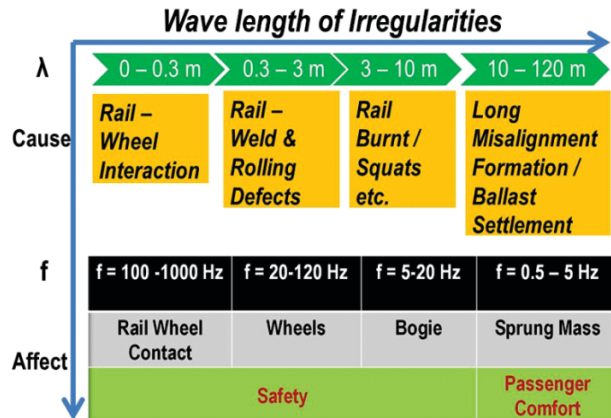 Wave length of Irregularities
λ
0 – 0.3 m
0.3 – 3 m
3 – 10 m
10 – 120 m
Cause
Rail –
Wheel
Interaction
Rail –
Weld &
Rolling
Defects
Rail
Burnt /
Squats
etc.
Long
Misalignment
Formation /
Ballast
Settlement
f
f = 100 -1000 Hz
f = 20-120 Hz
f = 5-20 Hz
f = 0.5 – 5 Hz
Affect
Rail Wheel
Contact
Wheels
Bogie
Sprung Mass
Safety
Passenger
Comfort